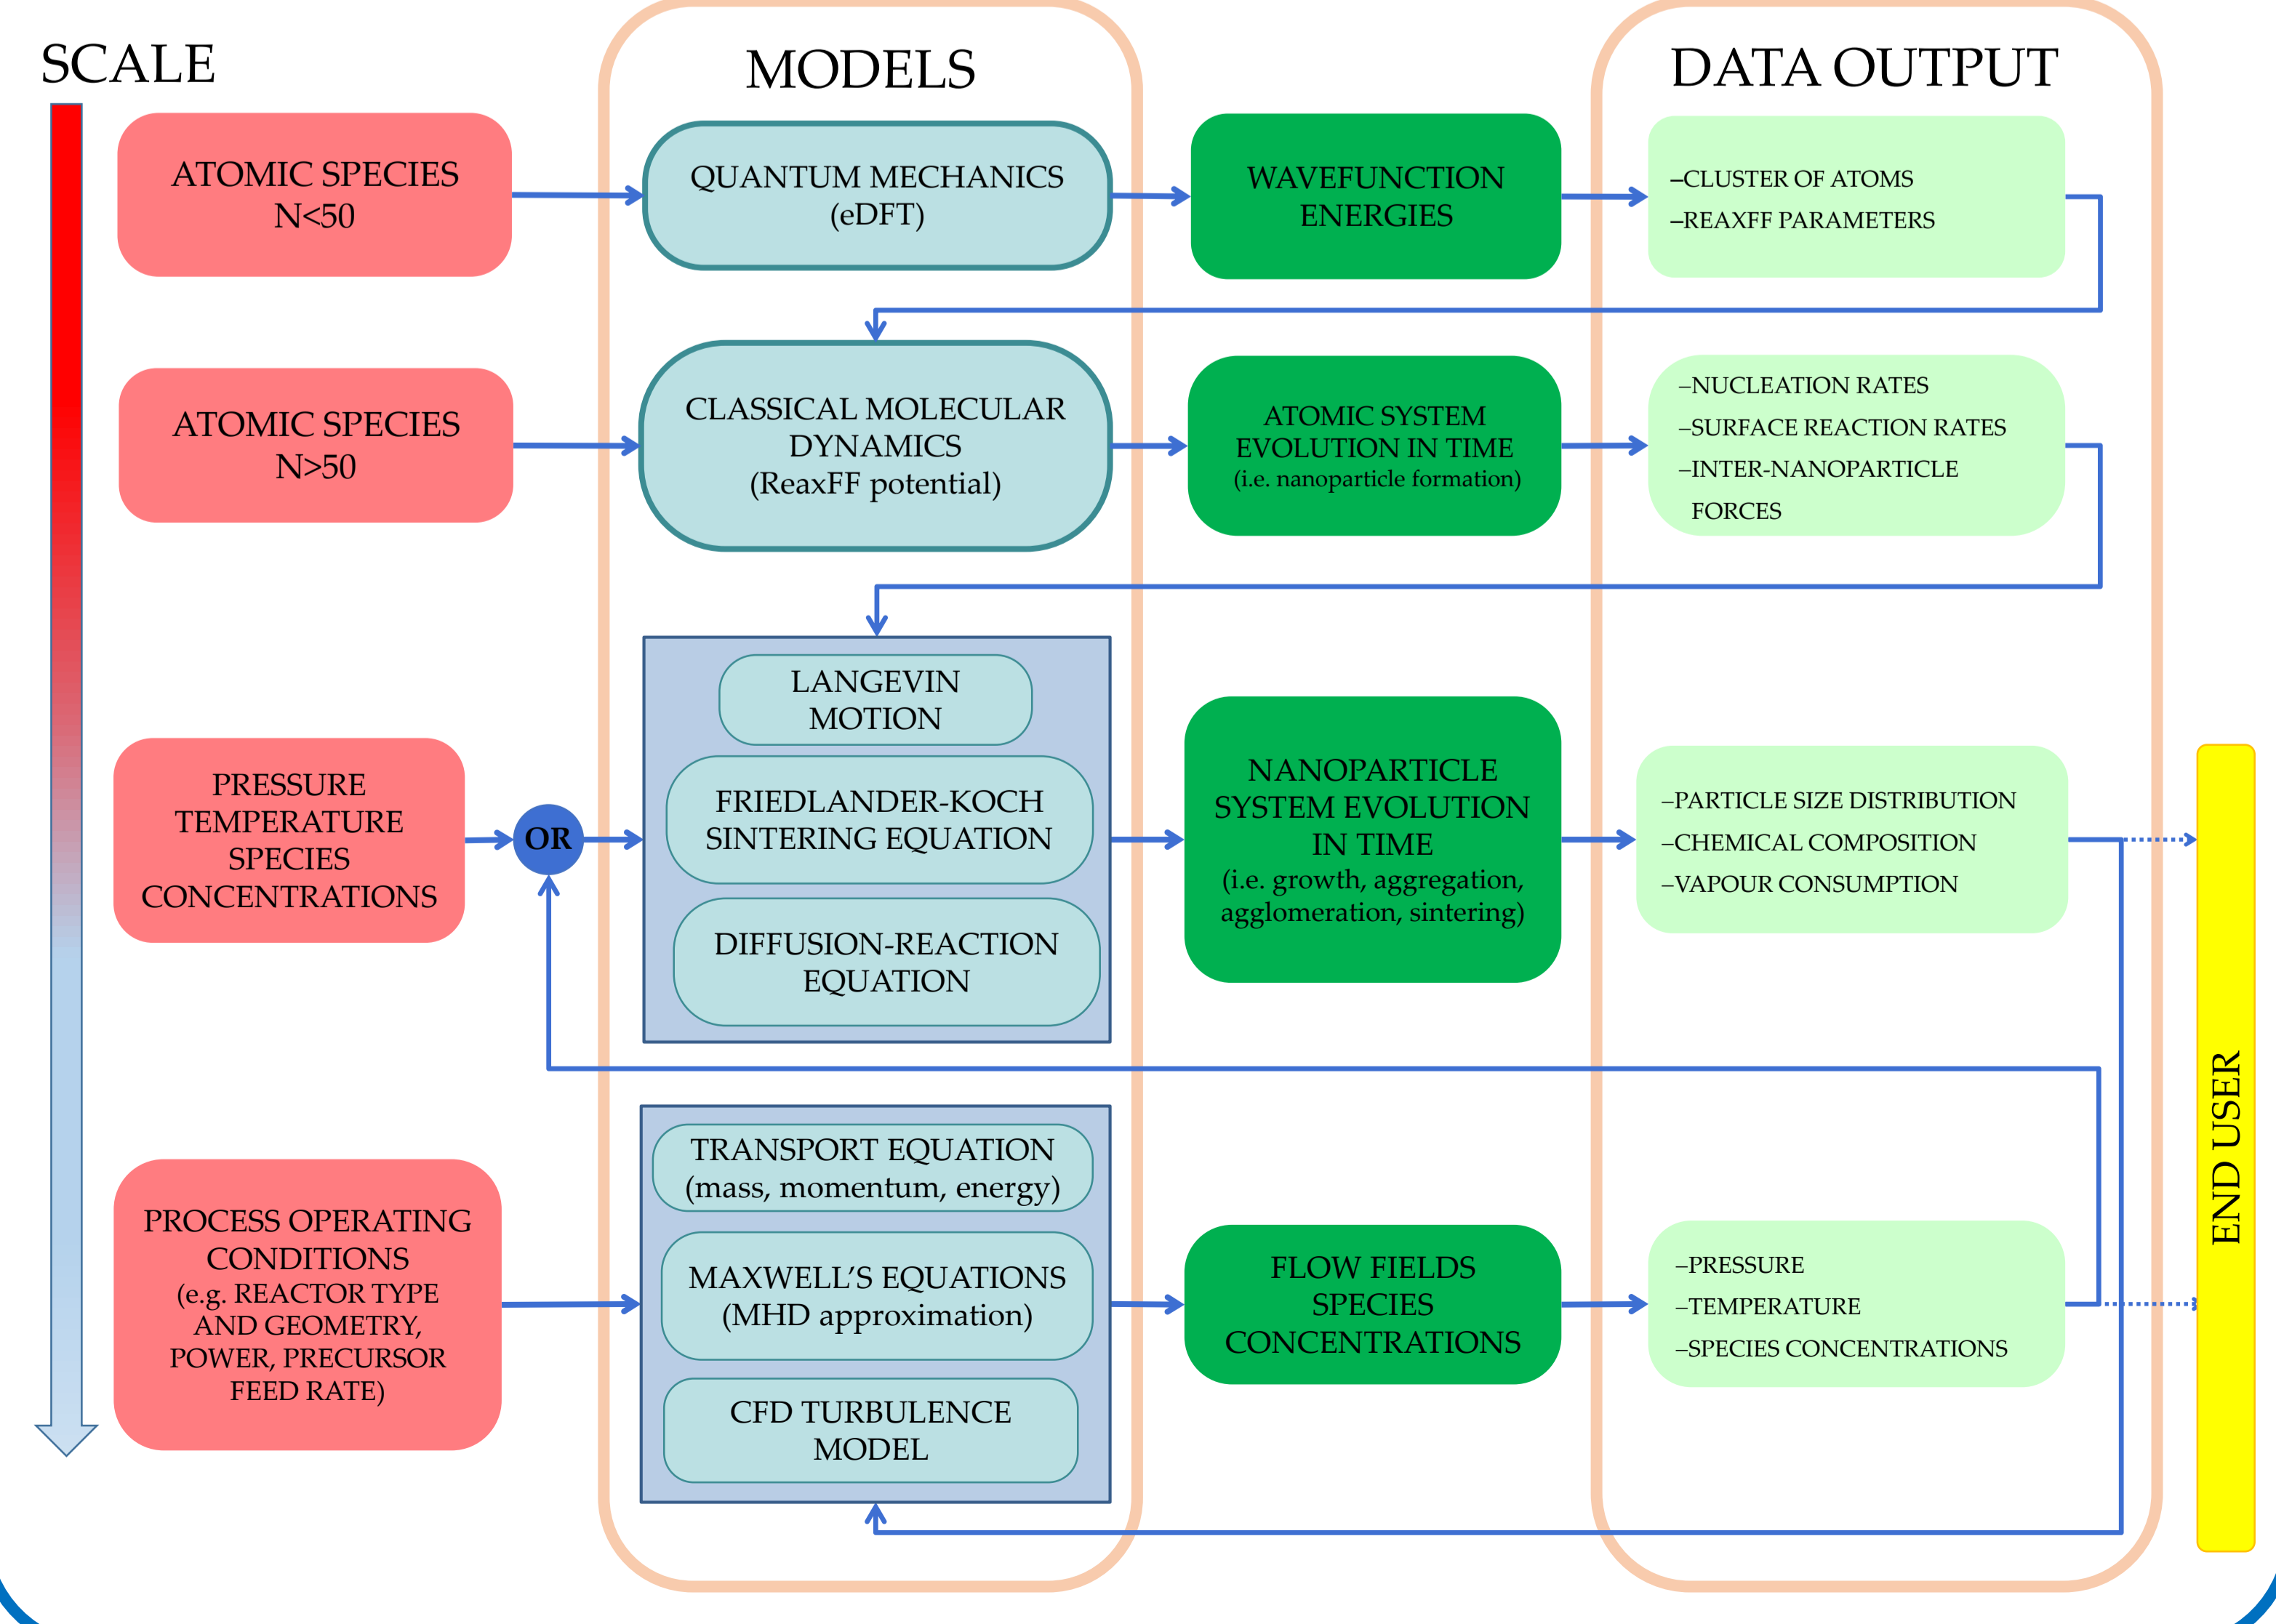 SCALE
MODELS
DATA OUTPUT
ATOMIC SPECIES
N<50
QUANTUM MECHANICS
(eDFT)
WAVEFUNCTION
ENERGIES
–CLUSTER OF ATOMS
–REAXFF PARAMETERS
ATOMIC SPECIES
N>50
CLASSICAL MOLECULAR
DYNAMICS
(ReaxFF potential)
ATOMIC SYSTEM
EVOLUTION IN TIME
(i.e. nanoparticle formation)
–NUCLEATION RATES
–SURFACE REACTION RATES
–INTER-NANOPARTICLE
FORCES
PRESSURE
TEMPERATURE
SPECIES
CONCENTRATIONS
OR
LANGEVIN
MOTION
FRIEDLANDER-KOCH
SINTERING EQUATION
DIFFUSION-REACTION
EQUATION
NANOPARTICLE
SYSTEM EVOLUTION
IN TIME
(i.e. growth, aggregation,
agglomeration, sintering)
–PARTICLE SIZE DISTRIBUTION
–CHEMICAL COMPOSITION
–VAPOUR CONSUMPTION
END USER
PROCESS OPERATING
CONDITIONS
(e.g. REACTOR TYPE
AND GEOMETRY,
POWER, PRECURSOR
FEED RATE)
TRANSPORT EQUATION
(mass, momentum, energy)
MAXWELL’S EQUATIONS
(MHD approximation)
CFD TURBULENCE
MODEL
FLOW FIELDS
SPECIES
CONCENTRATIONS
–PRESSURE
–TEMPERATURE
–SPECIES CONCENTRATIONS